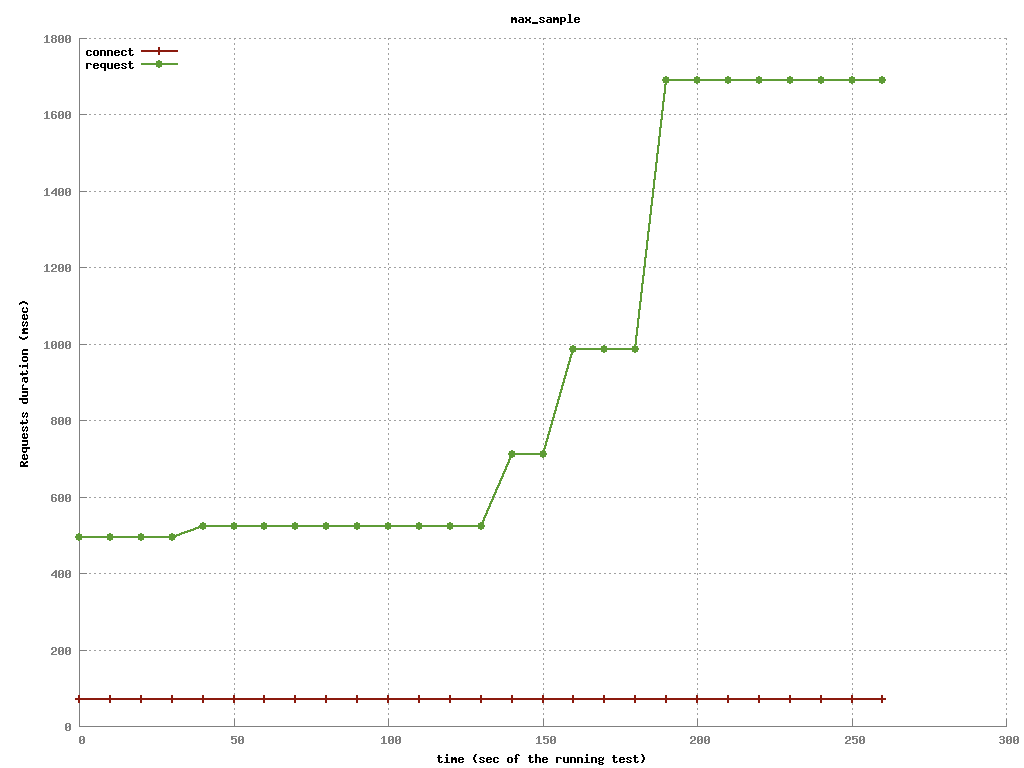 max_sample
connect
request
1800
1600
1400
1200
1000
800
600
400
200
0
Requests duration (msec)
0 50 100 150 200 250 300
time (sec of the running test)